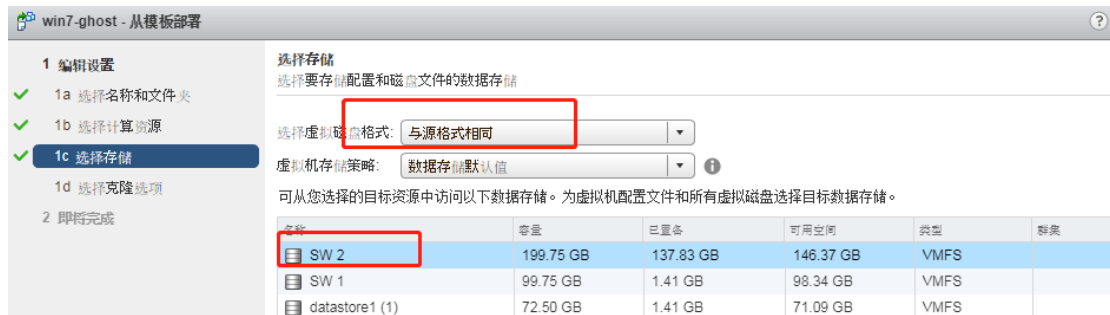 win7-ghost - 从模板部署
?
1 编辑设置
1a 选择名称和文件夹
1b 选择计算资源
1c 选择存储
1d 选择克隆选项
2 即将完成
选择存储
选择要存储配置和磁盘文件的数据存储
选择虚拟磁盘格式: 与源格式相同
虚拟机存储策略: 数据存储默认值
可从您选择的目标资源中访问以下数据存储。为虚拟机配置文件和所有虚拟磁盘选择目标数据存储。
名称 容量 已置备 可用空间 类型 群集
SW 2 199.75 GB 137.83 GB 146.37 GB VMFS
SW 1 99.75 GB 1.41 GB 98.34 GB VMFS
datastore1 (1) 72.50 GB 1.41 GB 71.09 GB VMFS